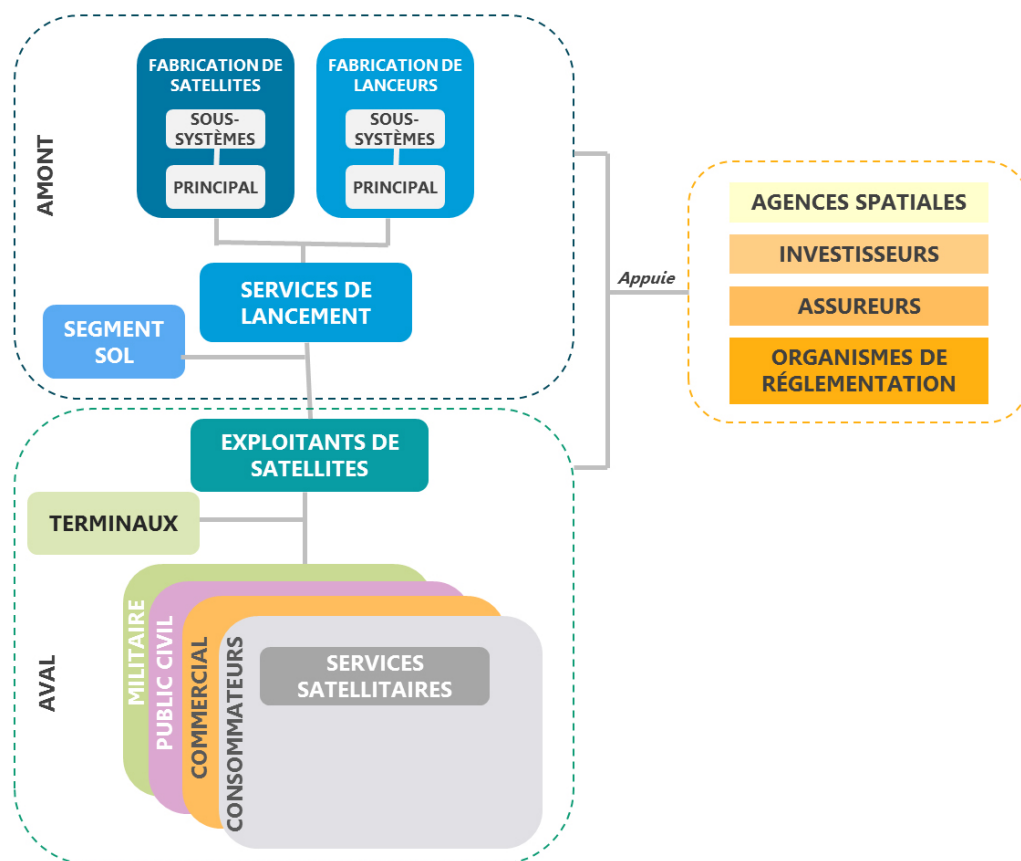 AMONT
FABRICATION DE
SATELLITES
SOUS-
SYSTÈMES
PRINCIPAL
FABRICATION DE
LANCEURS
SOUS-
SYSTÈMES
PRINCIPAL
SERVICES DE
LANCEMENT
SEGMENT
SOL
AVAL
EXPLOITANTS DE
SATELLITES
TERMINAUX
MILITAIRE
PUBLIC CIVIL
COMMERCIAL
CONSOMMATEURS
SERVICES
SATELLITAIRES
Appuie
AGENCES SPATIALES
INVESTISSEURS
ASSUREURS
ORGANISMES DE
RÉGLEMENTATION